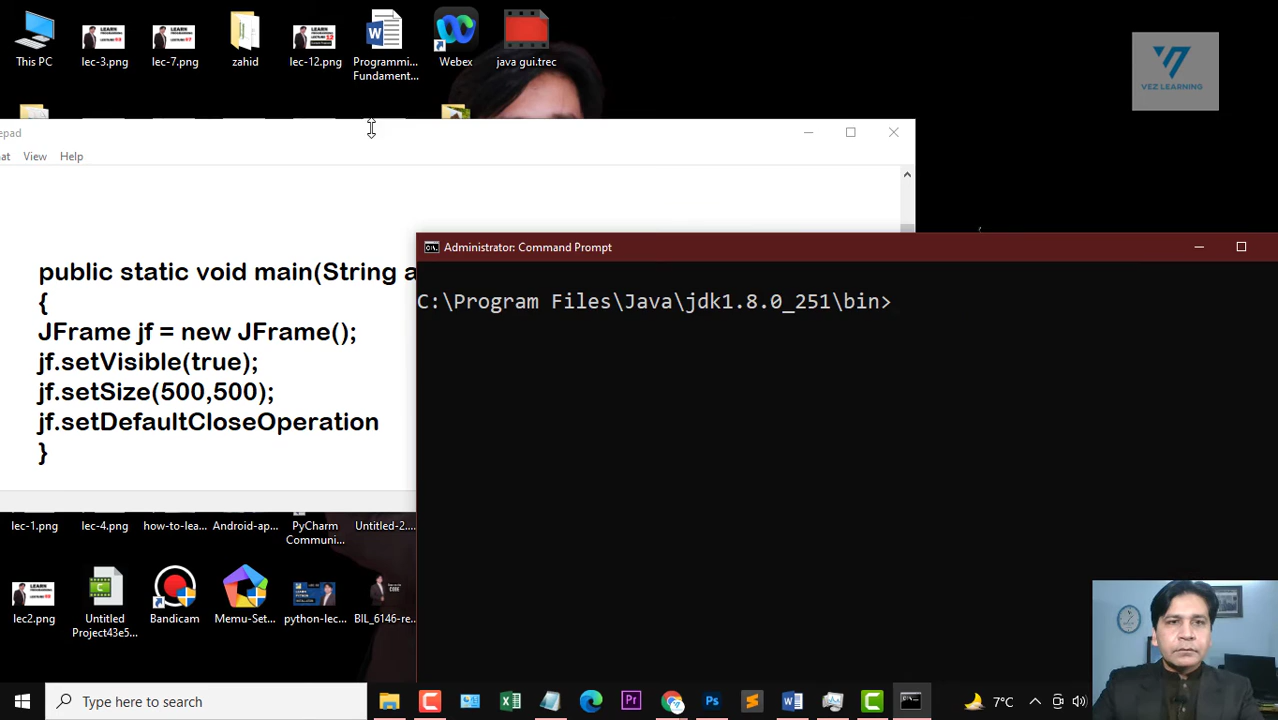 This PC
lec-3.png
lec-7.png
zahid
lec-12.png
Programmi...
Fundament...
Webex
java gui.trec
VEZ LEARNING
epad
at View Help
public static void main(String a
{
JFrame jf = new JFrame();
jf.setVisible(true);
jf.setSize(500,500);
jf.setDefaultCloseOperation
}
Administrator: Command Prompt
C:\Program Files\Java\jdk1.8.0_251\bin>
lec-1.png
lec-4.png
how-to-lea...
Android-ap...
PyCharm
Communi...
Untitled-2....
lec2.png
Untitled
Project43e5...
Bandicam
Memu-Set...
python-lec...
BIL_6146-re...
Type here to search
7°C